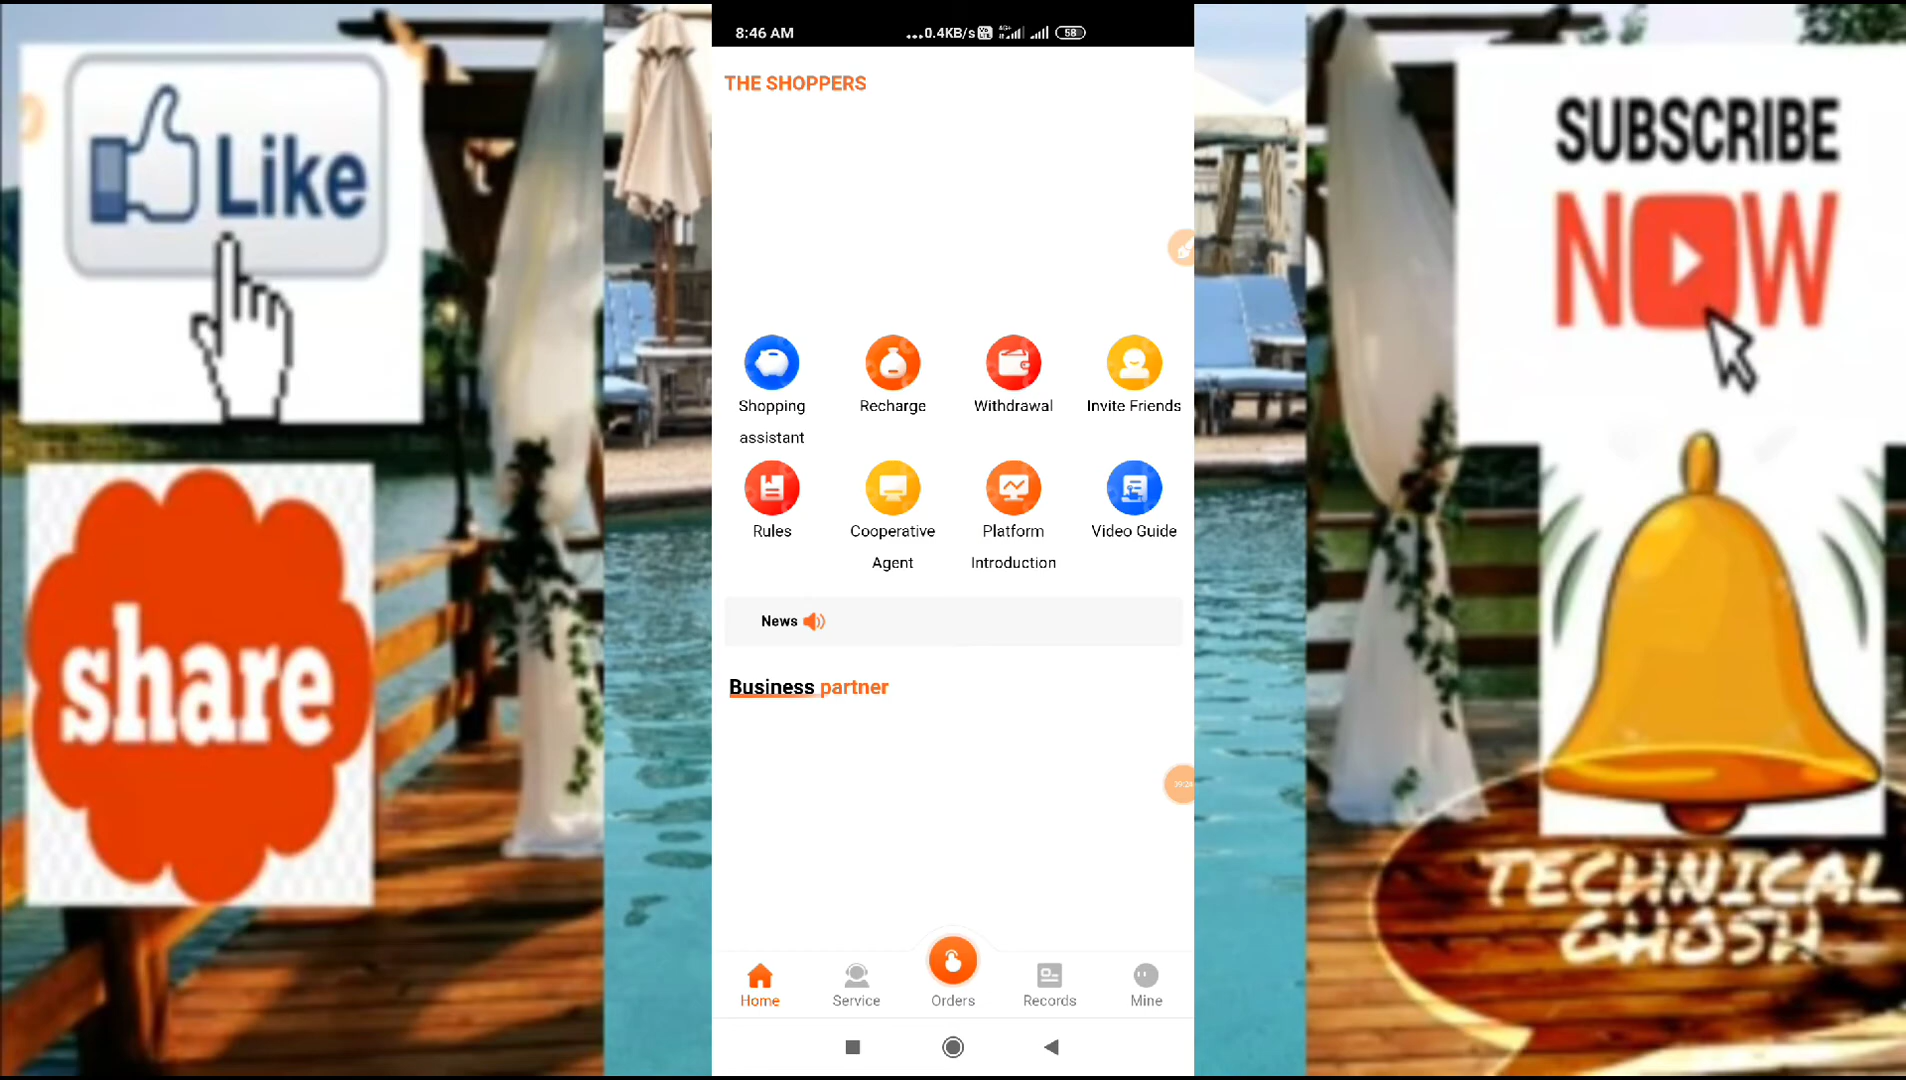 Like
share
8:46 AM
...0.4KB/s
4G+
58
THE SHOPPERS
Shopping
assistant
Recharge
Withdrawal
Invite Friends
Rules
Cooperative
Agent
Platform
Introduction
Video Guide
News
Business partner
Home
Service
Orders
Records
Mine
SUBSCRIBE
NOW
TECHNICAL
GHOSH